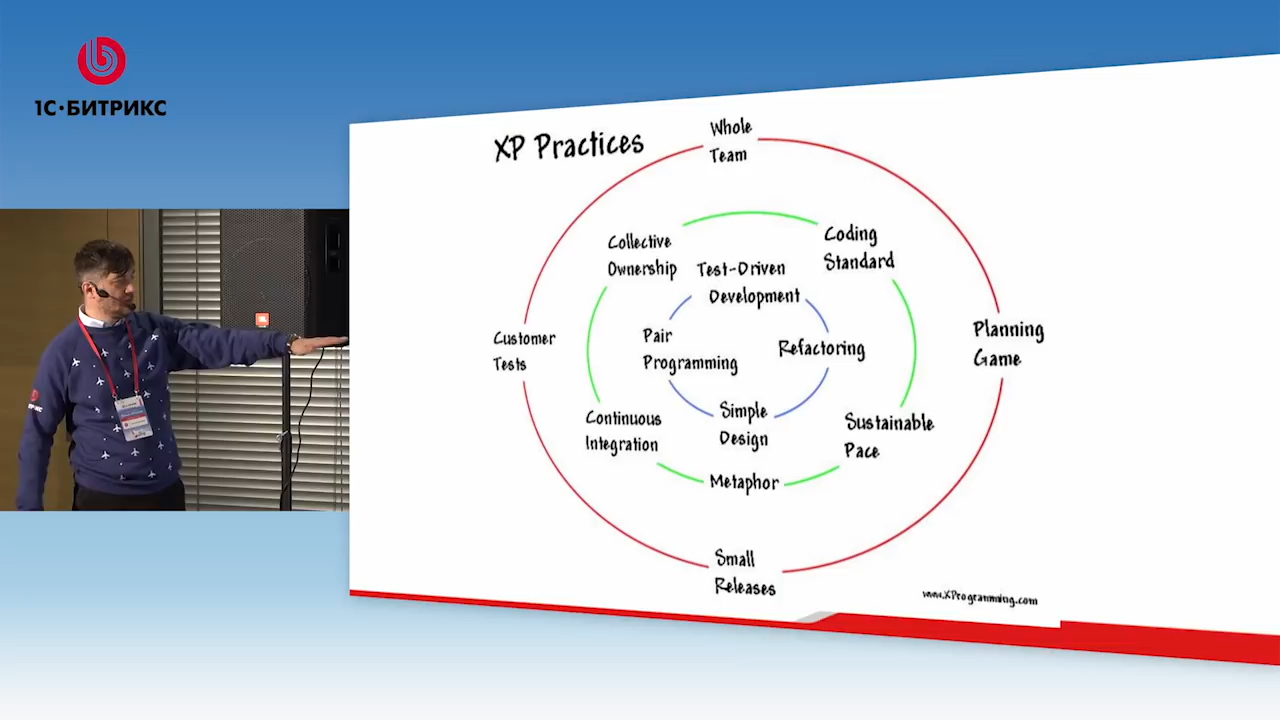 1С·БИТРИКС
XP Practices
Whole
Team
Collective
Ownership
Coding
Standard
Test-Driven
Development
Customer
Tests
Pair
Programming
Refactoring
Planning
Game
Continuous
Integration
Simple
Design
Sustainable
Pace
Metaphor
Small
Releases
www.XProgramming.com